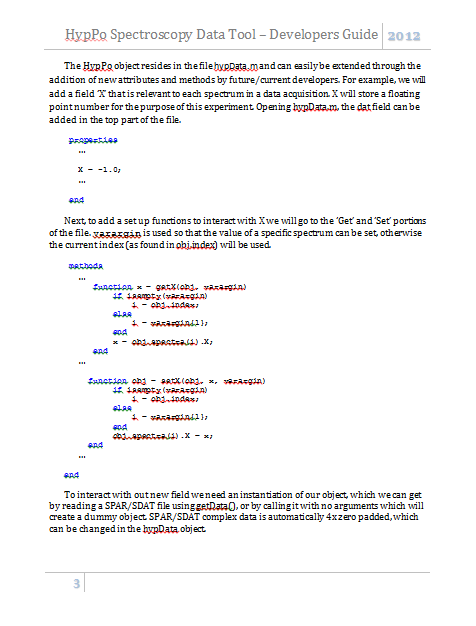 HypPo Spectroscopy Data Tool – Developers Guide 2012
The HypPo object resides in the file hypData.m and can easily be extended through the
addition of new attributes and methods by future/current developers. For example, we will
add a field 'X' that is relevant to each spectrum in a data acquisition. X will store a floating
point number for the purpose of this experiment. Opening hypData.m, the dat field can be
added in the top part of the file.
properties
...
X = -1.0;
...
end
Next, to add a set up functions to interact with X we will go to the 'Get' and 'Set' portions
of the file. varargin is used so that the value of a specific spectrum can be set, otherwise
the current index (as found in obj.index) will be used.
methods
...
function x = getX(obj, varargin)
if isempty(varargin)
i = obj.index;
else
i = varargin{1};
end
x = obj.spectra(i).X;
end
...
function obj = setX(obj, x, varargin)
if isempty(varargin)
i = obj.index;
else
i = varargin{1};
end
obj.spectra(i).X = x;
end
...
end
To interact with out new field we need an instantiation of our object, which we can get
by reading a SPAR/SDAT file using getData(), or by calling it with no arguments which will
create a dummy object. SPAR/SDAT complex data is automatically 4x zero padded, which
can be changed in the hypData object.
3